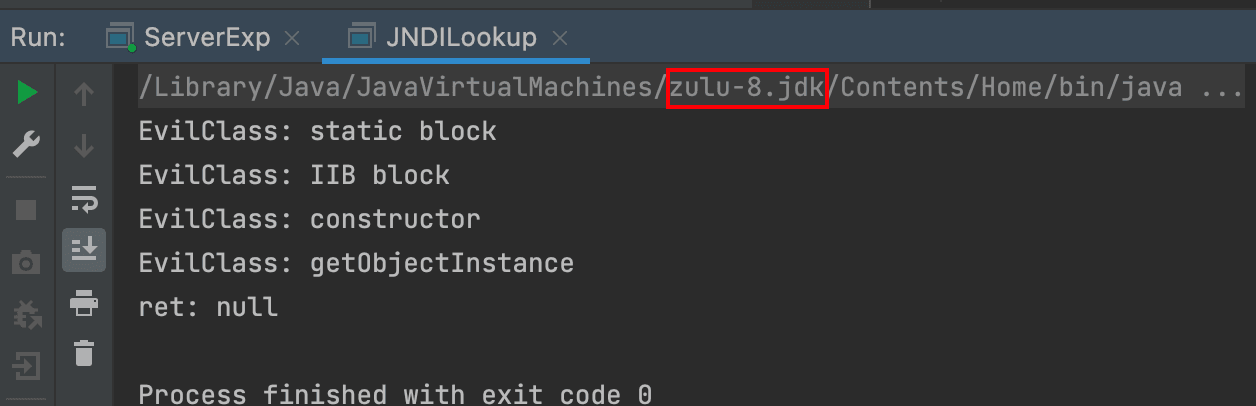 Run: ServerExp JNDILookup
/Library/Java/JavaVirtualMachines/zulu-8.jdk/Contents/Home/bin/java ...
EvilClass: static block
EvilClass: IIB block
EvilClass: constructor
EvilClass: getObjectInstance
ret: null
Process finished with exit code 0